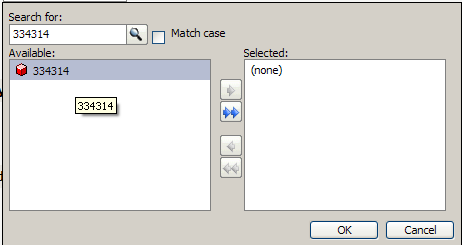 Search for:
334314
Match case
Available:
Selected:
334314
(none)
334314
OK
Cancel